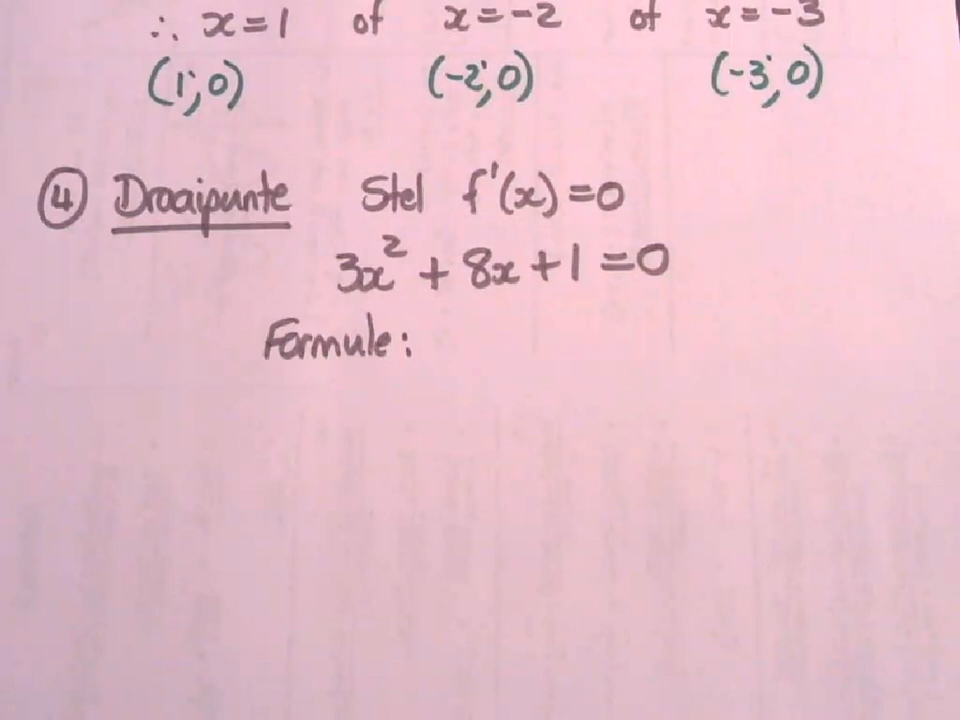 ∴ x = 1 of x = -2 of x = -3
(1;0) (-2;0) (-3;0)
④ Draaipunte Stel f'(x) = 0
3x² + 8x + 1 = 0
Formule: